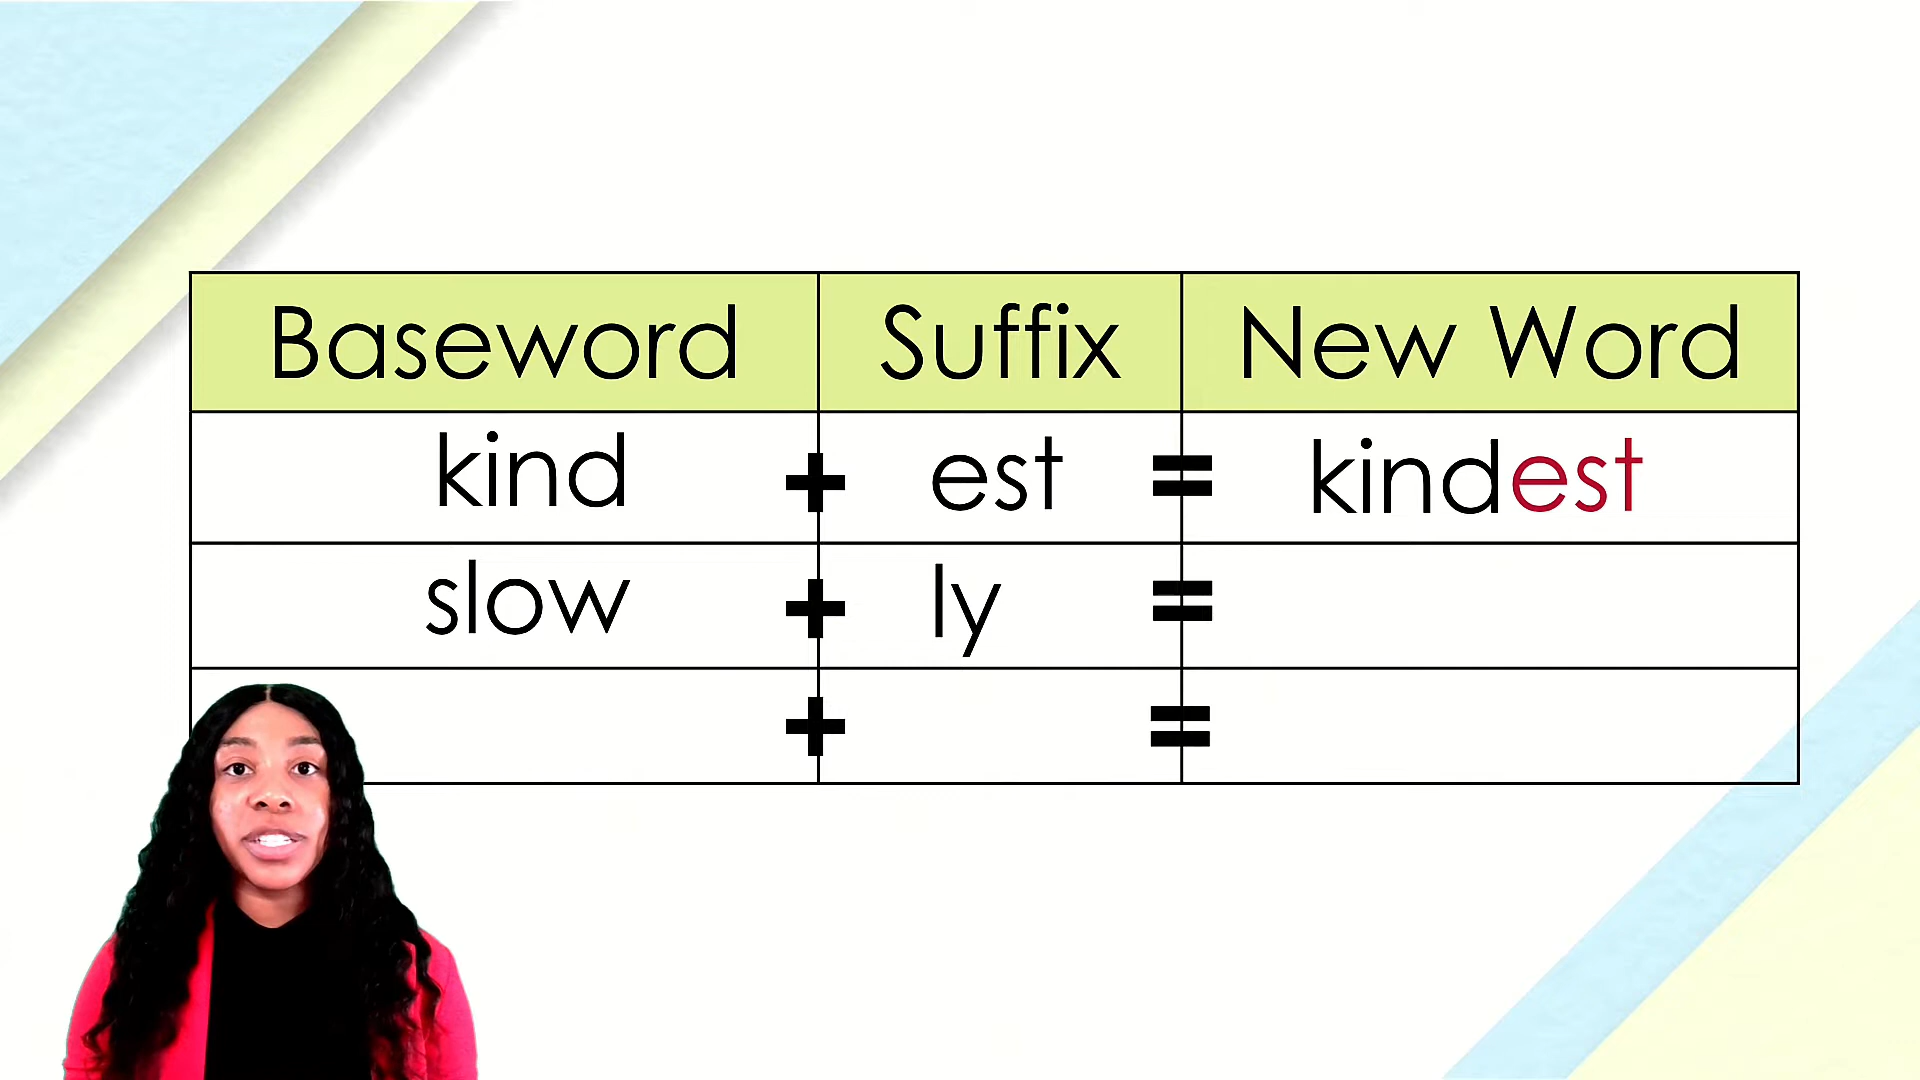 Baseword Suffix New Word
kind + est = kindest
slow + ly =
+ =